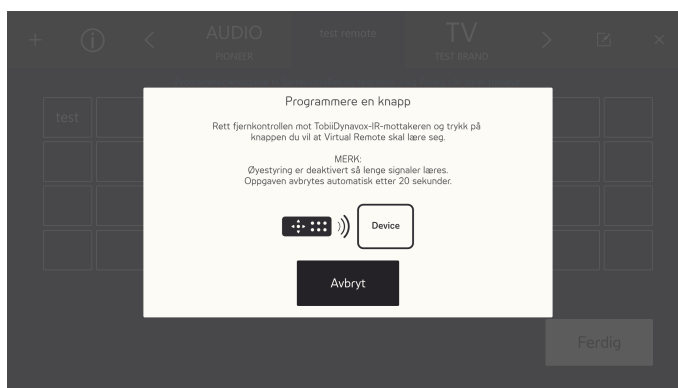 + i < AUDIO test remote TV > ×
PIONEER TEST BRAND
test
Programmere en knapp
Rett fjernkontrollen mot TobiiDynavox-IR-mottakeren og trykk på
knappen du vil at Virtual Remote skal lære seg.
MERK:
Øyestyring er deaktivert så lenge signaler læres.
Oppgaven avbrytes automatisk etter 20 sekunder.
Device
Avbryt
Ferdig